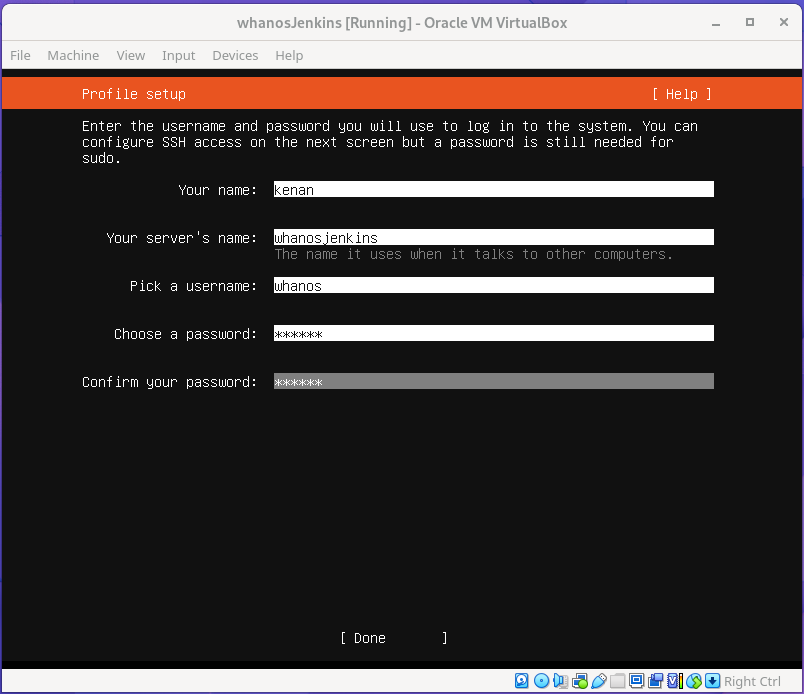 whanosJenkins [Running] - Oracle VM VirtualBox
File Machine View Input Devices Help
Profile setup [ Help ]
Enter the username and password you will use to log in to the system. You can
configure SSH access on the next screen but a password is still needed for
sudo.
Your name: kenan
Your server's name: whanosjenkins
The name it uses when it talks to other computers.
Pick a username: whanos
Choose a password: ******
Confirm your password: ******
[ Done ]
Right Ctrl